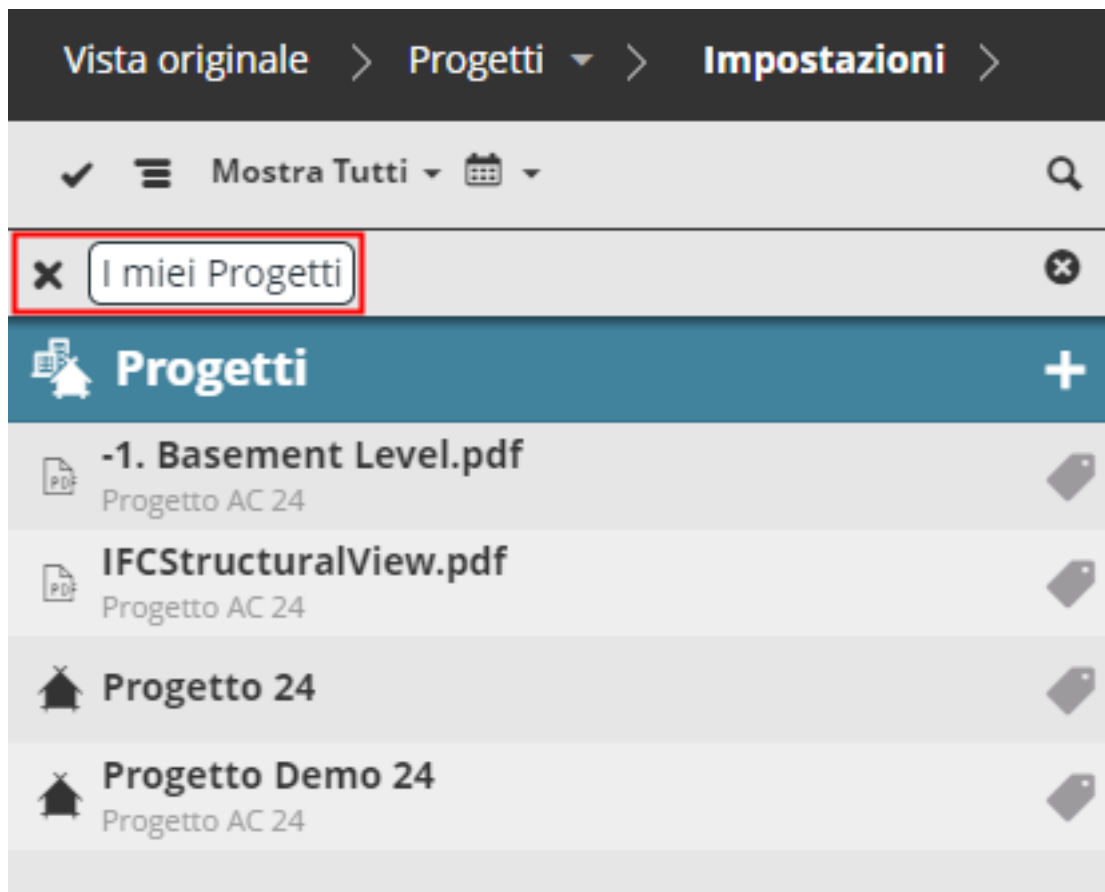 Vista originale > Progetti > Impostazioni >
Mostra Tutti
I miei Progetti
Progetti
-1. Basement Level.pdf
Progetto AC 24
IFCStructuralView.pdf
Progetto AC 24
Progetto 24
Progetto Demo 24
Progetto AC 24